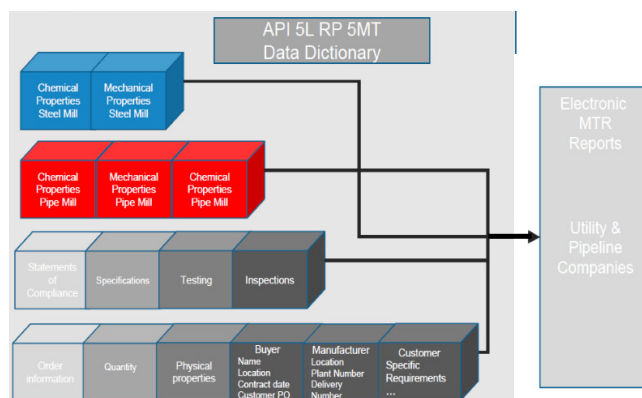 API 5L RP 5MT
Data Dictionary
Chemical
Properties
Steel Mill
Mechanical
Properties
Steel Mill
Chemical
Properties
Pipe Mill
Mechanical
Properties
Pipe Mill
Chemical
Properties
Pipe Mill
Statements
of
Compliance
Specifications
Testing
Inspections
Order
information
Quantity
Physical
properties
Buyer
Name
Location
Contract date
Customer PO
Manufacturer
Location
Plant Number
Delivery
Number
Customer
Specific
Requirements
...
Electronic
MTR
Reports
Utility &
Pipeline
Companies